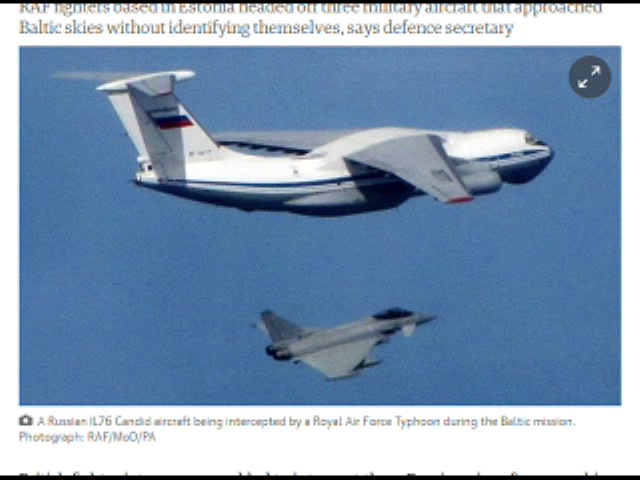 RAF fighters based in Estonia headed off three military aircraft that approached
Baltic skies without identifying themselves, says defence secretary
A Russian IL76 Candid aircraft being intercepted by a Royal Air Force Typhoon during the Baltic mission.
Photograph: RAF/MoD/PA